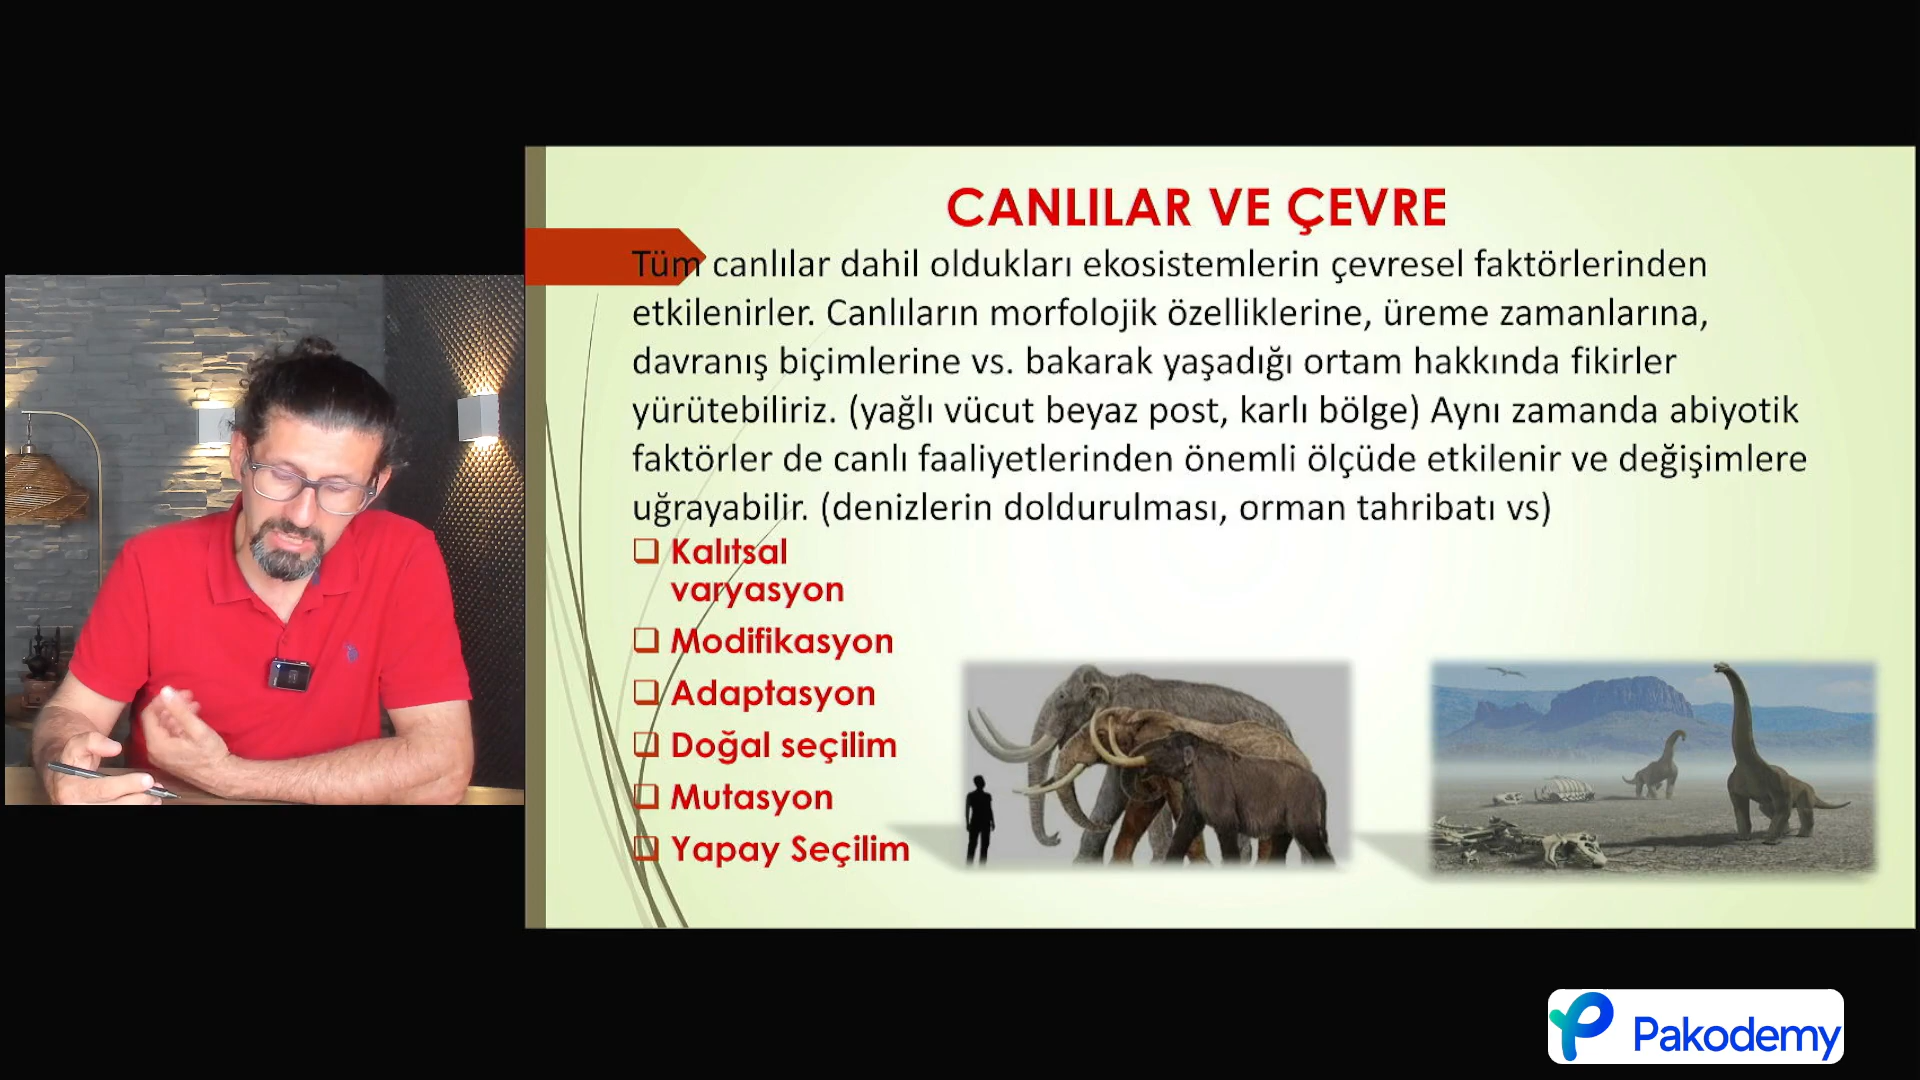 CANLILAR VE ÇEVRE
Tüm canlılar dahil oldukları ekosistemlerin çevresel faktörlerinden
etkilenirler. Canlıların morfolojik özelliklerine, üreme zamanlarına,
davranış biçimlerine vs. bakarak yaşadığı ortam hakkında fikirler
yürütebiliriz. (yağlı vücut beyaz post, karlı bölge) Aynı zamanda abiyotik
faktörler de canlı faaliyetlerinden önemli ölçüde etkilenir ve değişimlere
uğrayabilir. (denizlerin doldurulması, orman tahribatı vs)
Kalıtsal
varyasyon
Modifikasyon
Adaptasyon
Doğal seçilim
Mutasyon
Yapay Seçilim
Pakodemy